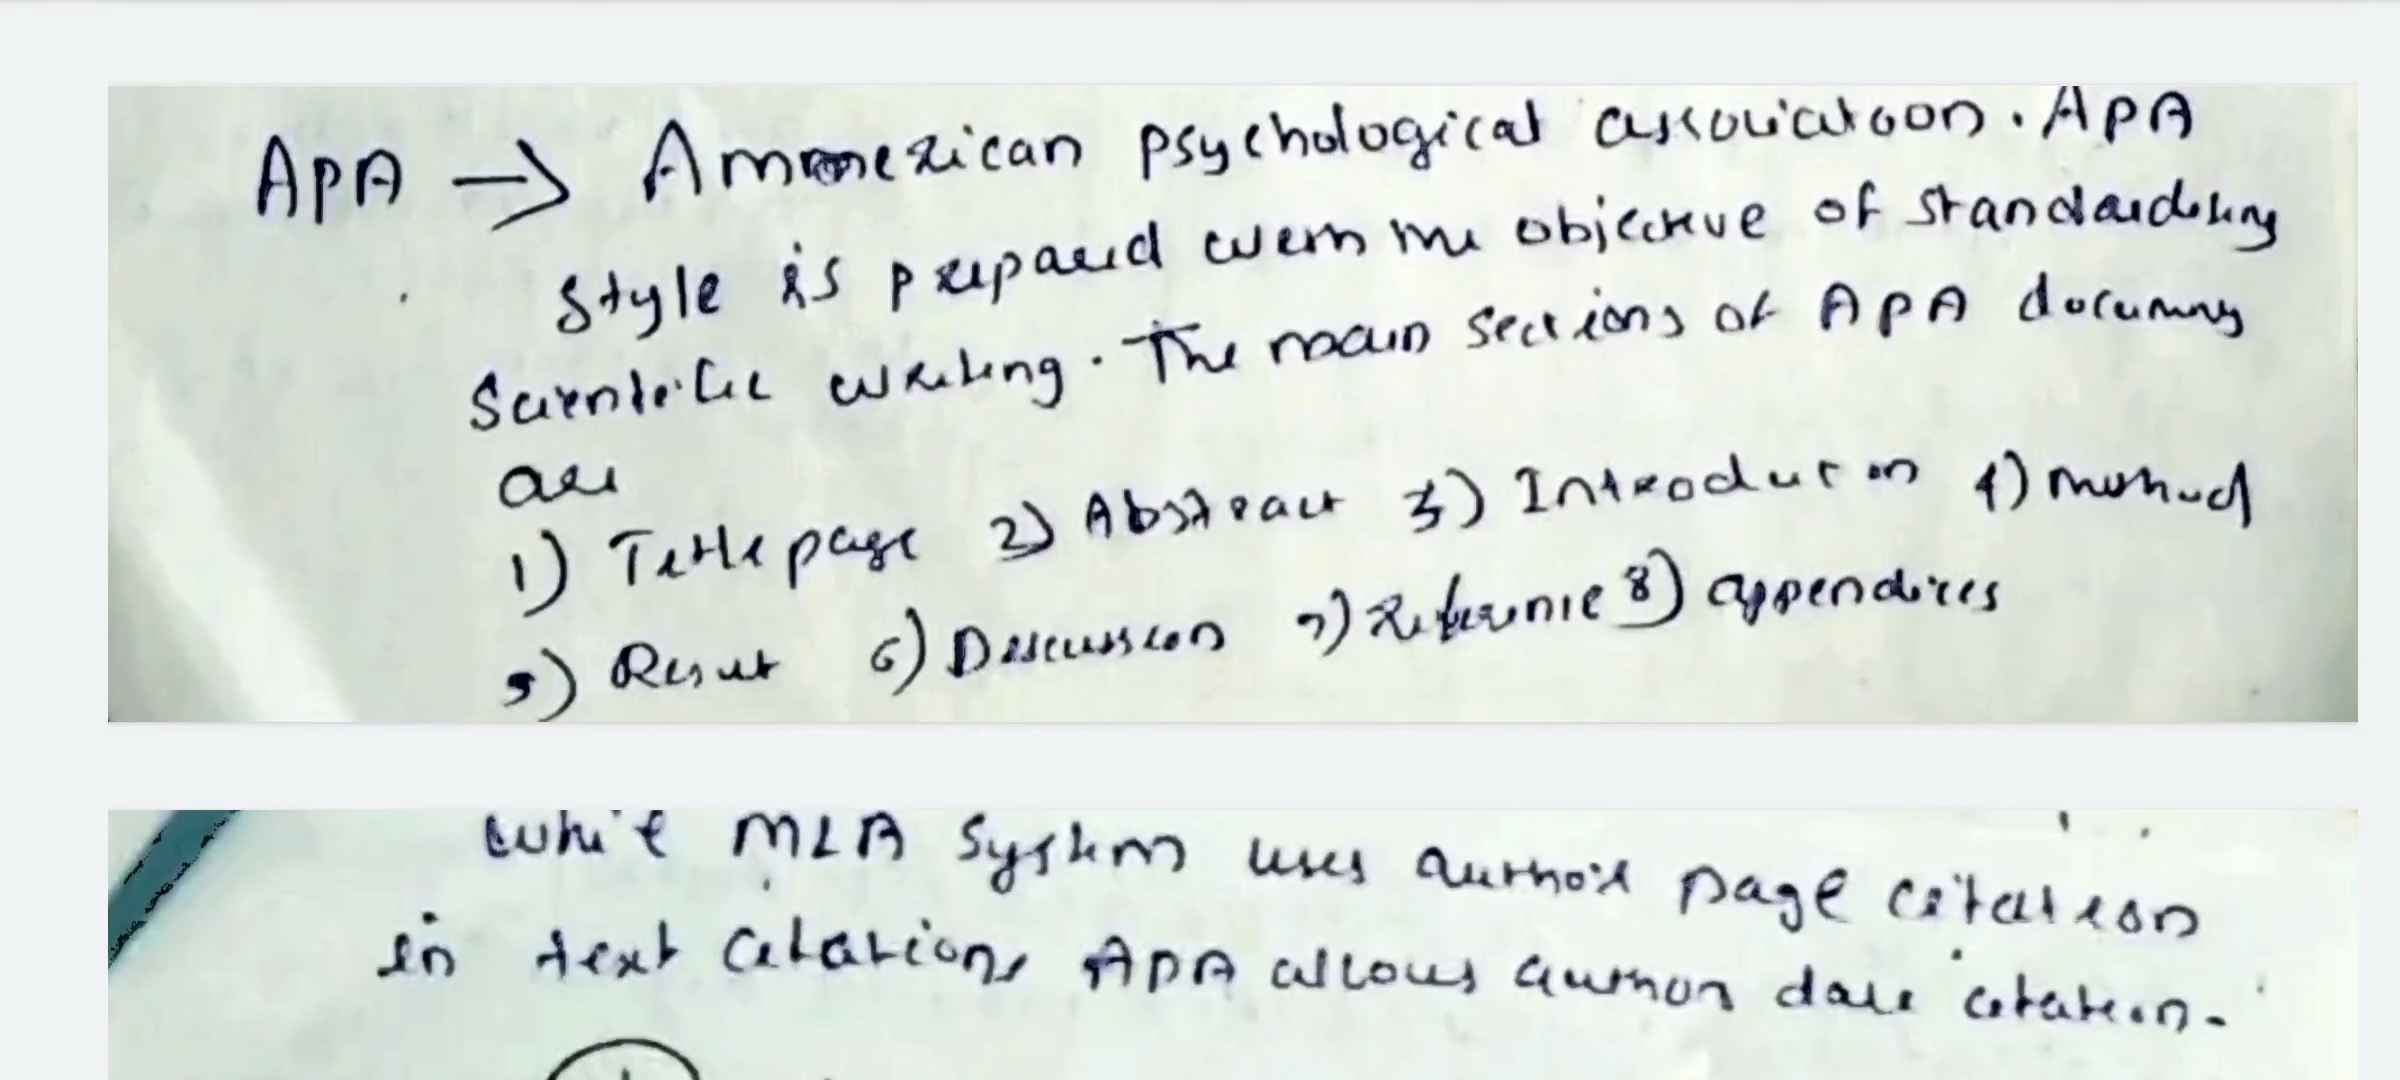 APA → Ammerican psychological association. APA
style is prepared with the objective of standardizing
Scientific writing. The main sections of APA documents
are
1) Title page 2) Abstract 3) Introduction 4) Method
5) Result 6) Discussion 7) Reference 8) appendices
While MLA System uses author page citation
in text citations APA allows author date citation.